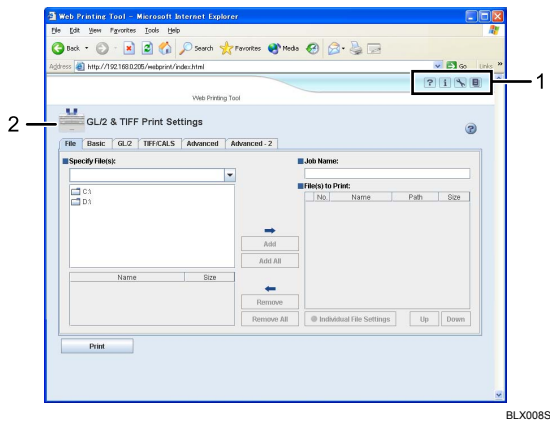 Web Printing Tool - Microsoft Internet Explorer
File Edit View Favorites Tools Help
Back Search Favorites Media
Address http://192.168.0.205/webprint/index.html Go Links »
1
Web Printing Tool
2
GL/2 & TIFF Print Settings
File Basic GL/2 TIFF/CALS Advanced Advanced - 2
Specify File(s):
Job Name:
File(s) to Print:
No. Name Path Size
C:\
D:\
Add
Add All
Name Size
Remove
Remove All
Individual File Settings Up Down
Print
BLX008S